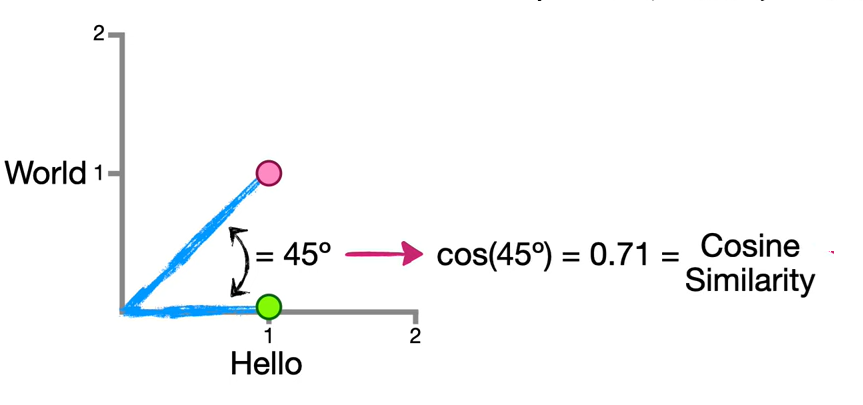 2
World 1
= 45º
cos(45º) = 0.71 =
Cosine
Similarity
1
2
Hello